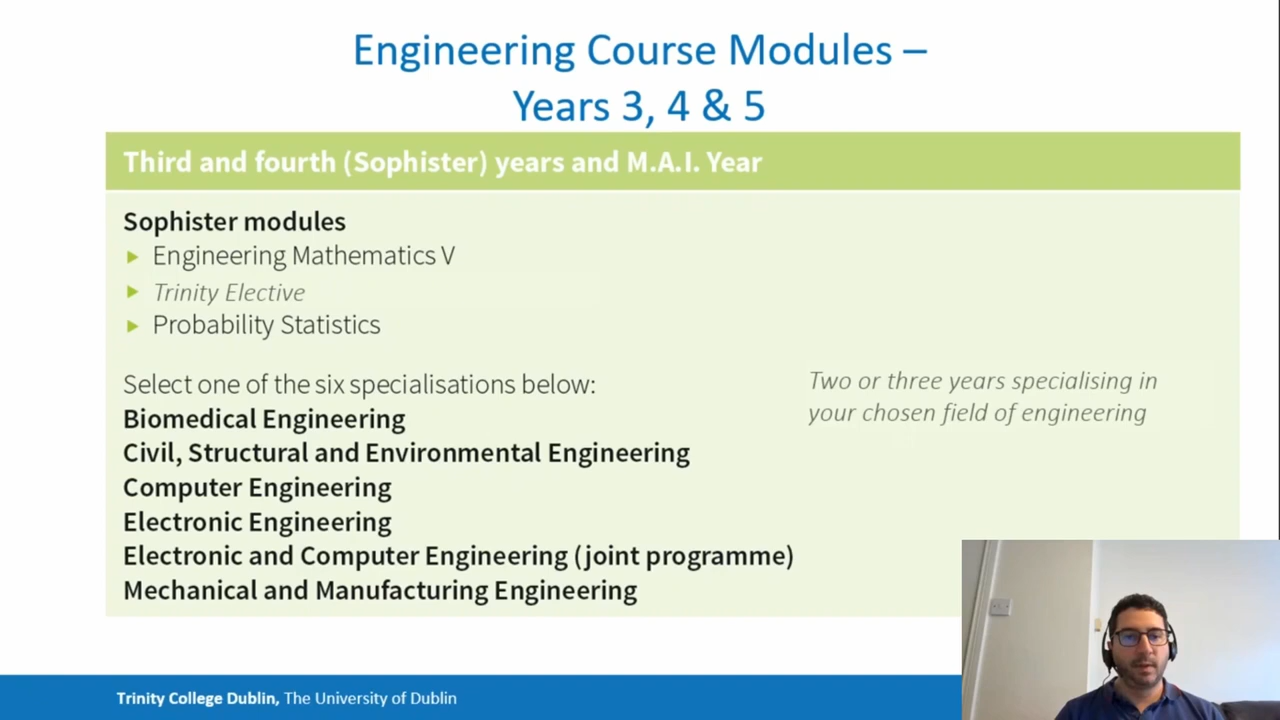 Engineering Course Modules –
Years 3, 4 & 5
Third and fourth (Sophister) years and M.A.I. Year
Sophister modules
Engineering Mathematics V
Trinity Elective
Probability Statistics
Select one of the six specialisations below:
Biomedical Engineering
Civil, Structural and Environmental Engineering
Computer Engineering
Electronic Engineering
Electronic and Computer Engineering (joint programme)
Mechanical and Manufacturing Engineering
Two or three years specialising in
your chosen field of engineering
Trinity College Dublin, The University of Dublin